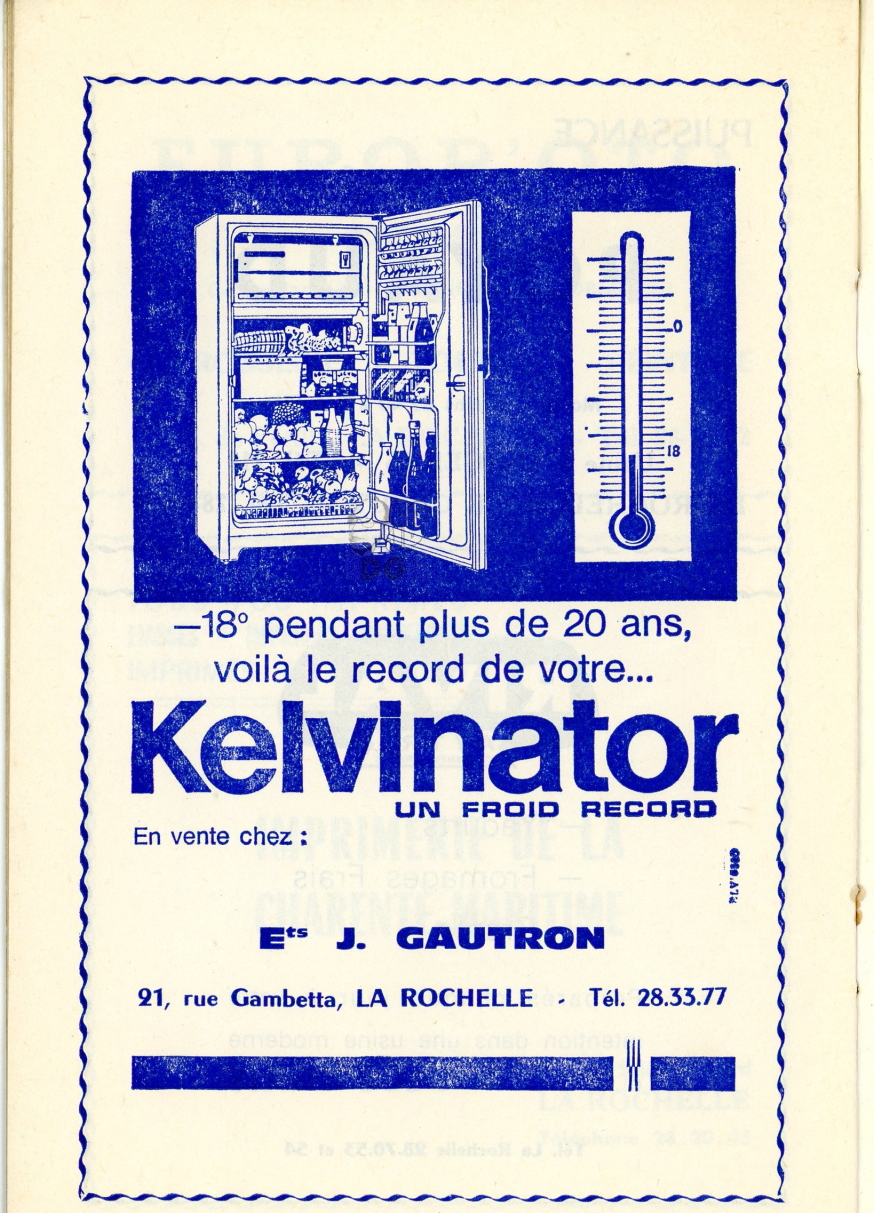 CRISPER
0
18
—18° pendant plus de 20 ans,
voilà le record de votre...
Kelvinator
UN FROID RECORD
En vente chez :
Ets J. GAUTRON
21, rue Gambetta, LA ROCHELLE - Tél. 28.33.77